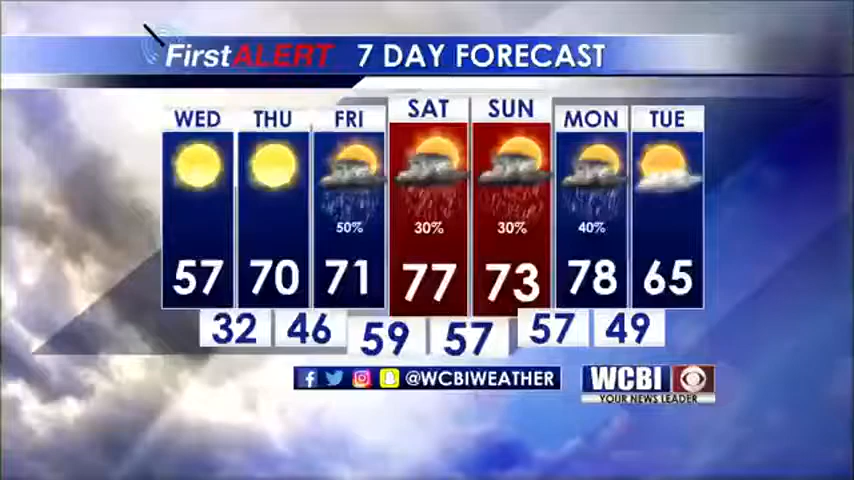 FirstALERT 7 DAY FORECAST
WED THU FRI SAT SUN MON TUE
50% 30% 30% 40%
57 70 71 77 73 78 65
32 46 59 57 57 49
@WCBIWEATHER
WCBI
YOUR NEWS LEADER